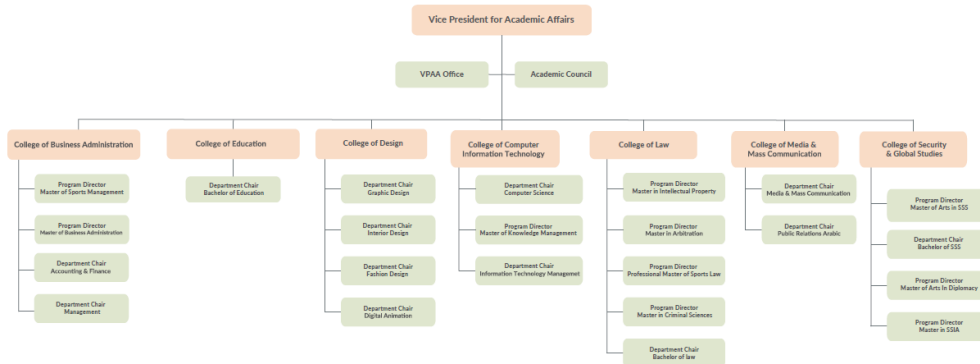 Vice President for Academic Affairs
VPAA Office
Academic Council
College of Business Administration
Program Director
Master of Sports Management
Program Director
Master of Business Administration
Department Chair
Accounting & Finance
Department Chair
Management
College of Education
Department Chair
Bachelor of Education
College of Design
Department Chair
Graphic Design
Department Chair
Interior Design
Department Chair
Fashion Design
Department Chair
Digital Animation
College of Computer
Information Technology
Department Chair
Computer Science
Program Director
Master of Knowledge Management
Department Chair
Information Technology Managemet
College of Law
Program Director
Master in Intellectual Property
Program Director
Master in Arbitration
Program Director
Professional Master of Sports Law
Program Director
Master in Criminal Sciences
Department Chair
Bachelor of law
College of Media &
Mass Communication
Department Chair
Media & Mass Communication
Department Chair
Public Relations Arabic
College of Security
& Global Studies
Program Director
Master of Arts in SSS
Department Chair
Bachelor of SSS
Program Director
Master of Arts In Diplomacy
Program Director
Master in SSIA